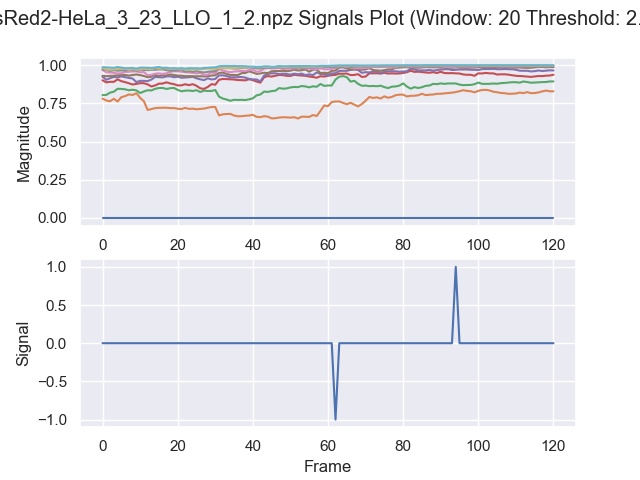 sRed2-HeLa_3_23_LLO_1_2.npz Signals Plot (Window: 20 Threshold: 2.
1.00
0.75
0.50
0.25
0.00
Magnitude
0 20 40 60 80 100 120
1.0
0.5
0.0
−0.5
−1.0
Signal
0 20 40 60 80 100 120
Frame